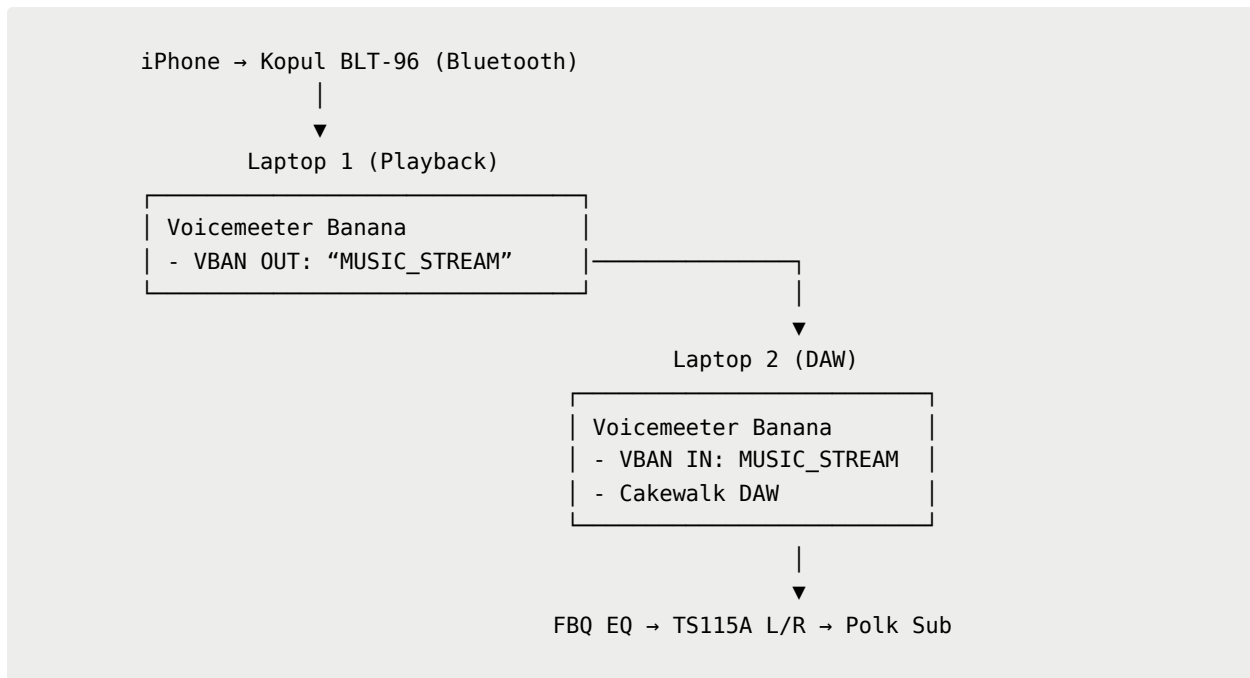 iPhone → Kopul BLT-96 (Bluetooth)
Laptop 1 (Playback)
Voicemeeter Banana
- VBAN OUT: “MUSIC_STREAM”
Laptop 2 (DAW)
Voicemeeter Banana
- VBAN IN: MUSIC_STREAM
- Cakewalk DAW
FBQ EQ → TS115A L/R → Polk Sub